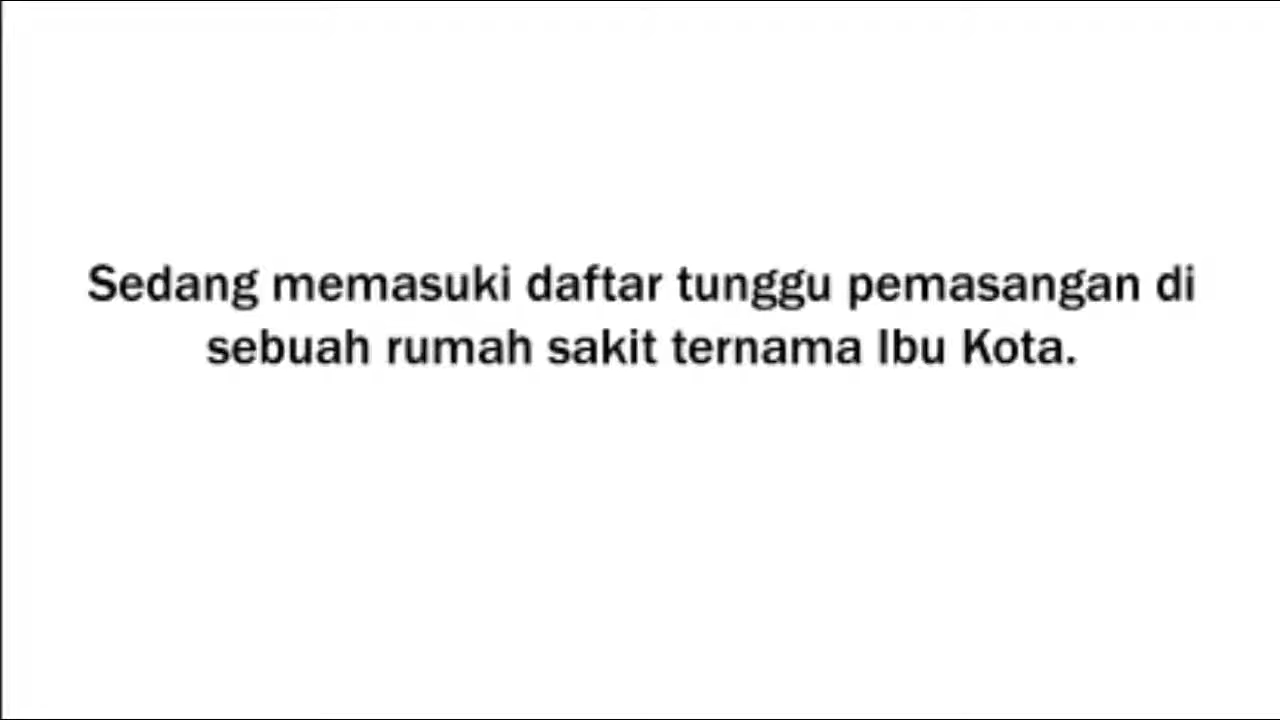 Sedang memasuki daftar tunggu pemasangan di
sebuah rumah sakit ternama Ibu Kota.